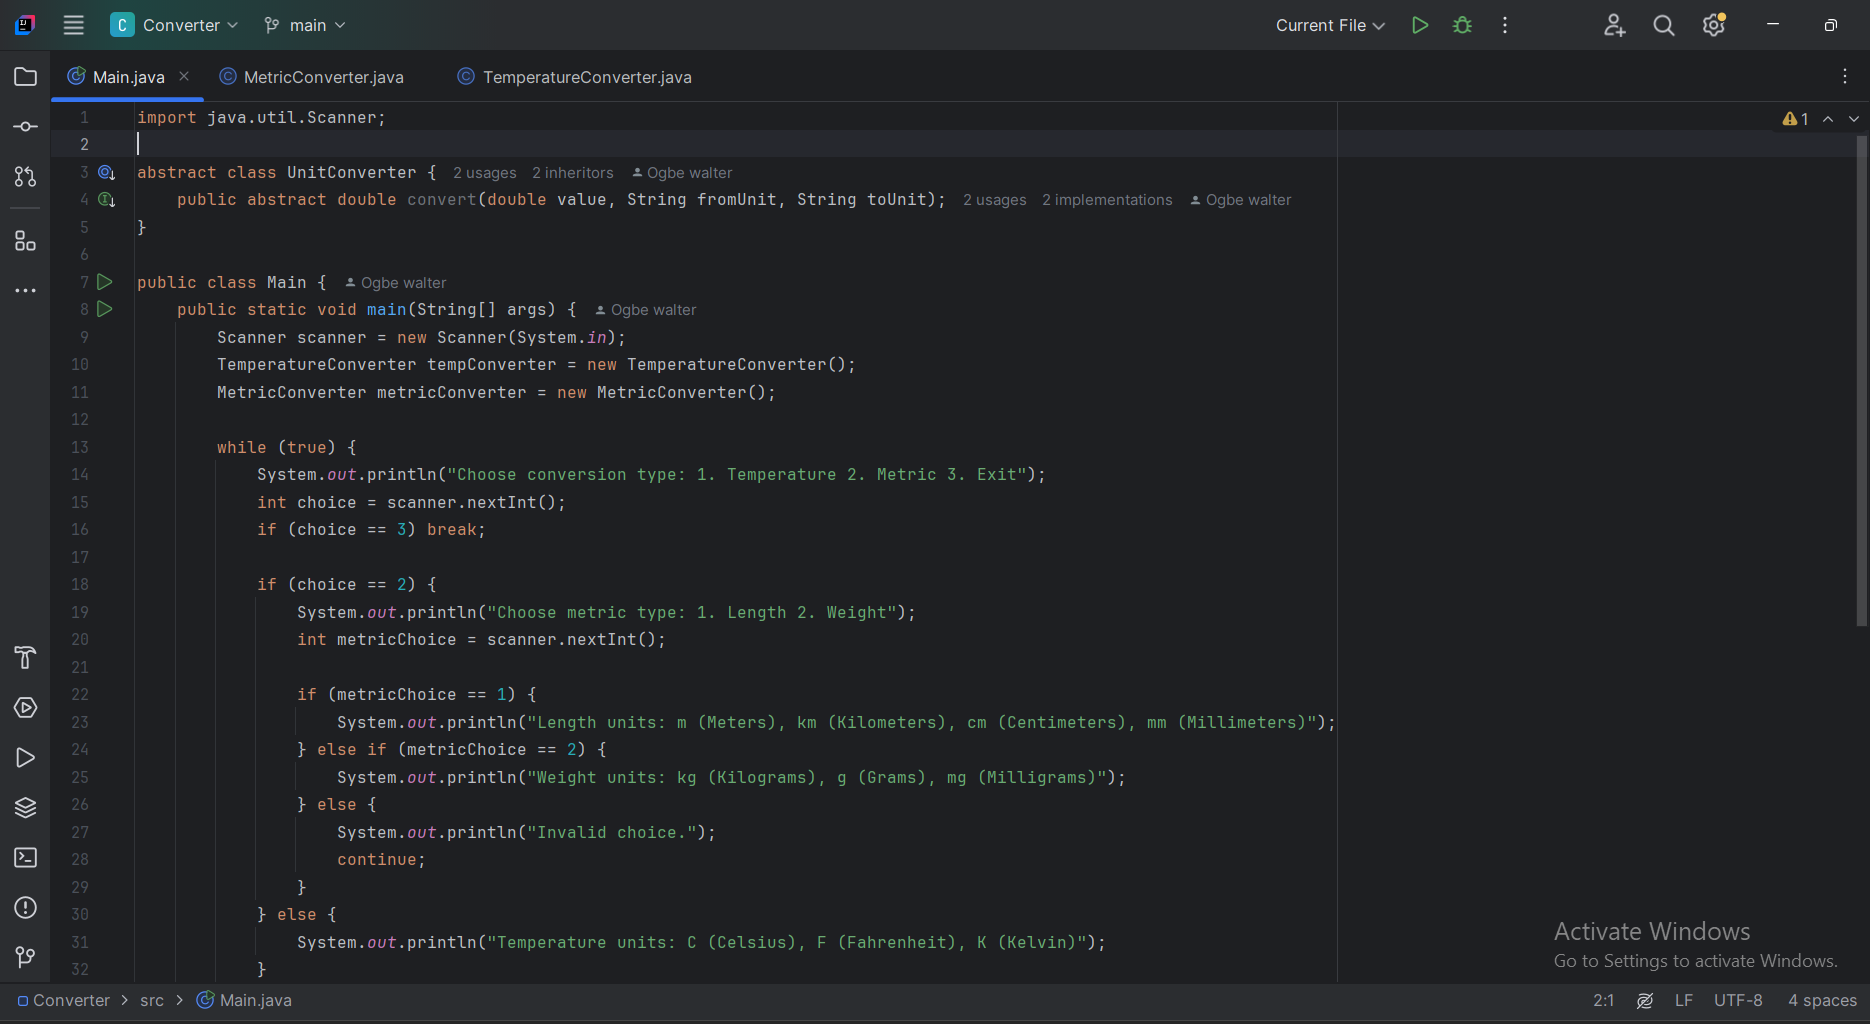 C Converter main Current File
Main.java MetricConverter.java TemperatureConverter.java
1 import java.util.Scanner; 1
2
3 abstract class UnitConverter { 2 usages 2 inheritors Ogbe walter
4 public abstract double convert(double value, String fromUnit, String toUnit); 2 usages 2 implementations Ogbe walter
5 }
6
7 public class Main { Ogbe walter
8 public static void main(String[] args) { Ogbe walter
9 Scanner scanner = new Scanner(System.in);
10 TemperatureConverter tempConverter = new TemperatureConverter();
11 MetricConverter metricConverter = new MetricConverter();
12
13 while (true) {
14 System.out.println("Choose conversion type: 1. Temperature 2. Metric 3. Exit");
15 int choice = scanner.nextInt();
16 if (choice == 3) break;
17
18 if (choice == 2) {
19 System.out.println("Choose metric type: 1. Length 2. Weight");
20 int metricChoice = scanner.nextInt();
21
22 if (metricChoice == 1) {
23 System.out.println("Length units: m (Meters), km (Kilometers), cm (Centimeters), mm (Millimeters)");
24 } else if (metricChoice == 2) {
25 System.out.println("Weight units: kg (Kilograms), g (Grams), mg (Milligrams)");
26 } else {
27 System.out.println("Invalid choice.");
28 continue;
29 }
30 } else {
31 System.out.println("Temperature units: C (Celsius), F (Fahrenheit), K (Kelvin)");
32 }
Activate Windows
Go to Settings to activate Windows.
Converter > src > Main.java 2:1 LF UTF-8 4 spaces